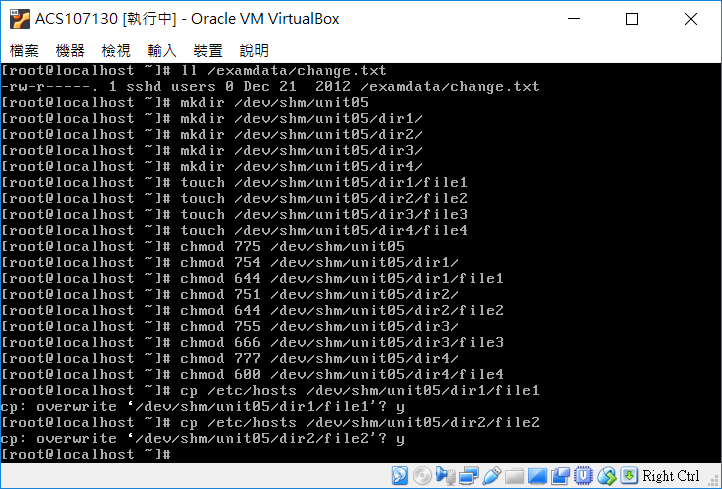 ACS107130 [執行中] - Oracle VM VirtualBox
檔案 機器 檢視 輸入 裝置 說明
[root@localhost ~]# ll /examdata/change.txt
-rw-r-----. 1 sshd users 0 Dec 21  2012 /examdata/change.txt
[root@localhost ~]# mkdir /dev/shm/unit05
[root@localhost ~]# mkdir /dev/shm/unit05/dir1/
[root@localhost ~]# mkdir /dev/shm/unit05/dir2/
[root@localhost ~]# mkdir /dev/shm/unit05/dir3/
[root@localhost ~]# mkdir /dev/shm/unit05/dir4/
[root@localhost ~]# touch /dev/shm/unit05/dir1/file1
[root@localhost ~]# touch /dev/shm/unit05/dir2/file2
[root@localhost ~]# touch /dev/shm/unit05/dir3/file3
[root@localhost ~]# touch /dev/shm/unit05/dir4/file4
[root@localhost ~]# chmod 775 /dev/shm/unit05
[root@localhost ~]# chmod 754 /dev/shm/unit05/dir1/
[root@localhost ~]# chmod 644 /dev/shm/unit05/dir1/file1
[root@localhost ~]# chmod 751 /dev/shm/unit05/dir2/
[root@localhost ~]# chmod 644 /dev/shm/unit05/dir2/file2
[root@localhost ~]# chmod 755 /dev/shm/unit05/dir3/
[root@localhost ~]# chmod 666 /dev/shm/unit05/dir3/file3
[root@localhost ~]# chmod 777 /dev/shm/unit05/dir4/
[root@localhost ~]# chmod 600 /dev/shm/unit05/dir4/file4
[root@localhost ~]# cp /etc/hosts /dev/shm/unit05/dir1/file1
cp: overwrite ‘/dev/shm/unit05/dir1/file1’? y
[root@localhost ~]# cp /etc/hosts /dev/shm/unit05/dir2/file2
cp: overwrite ‘/dev/shm/unit05/dir2/file2’? y
[root@localhost ~]#
Right Ctrl